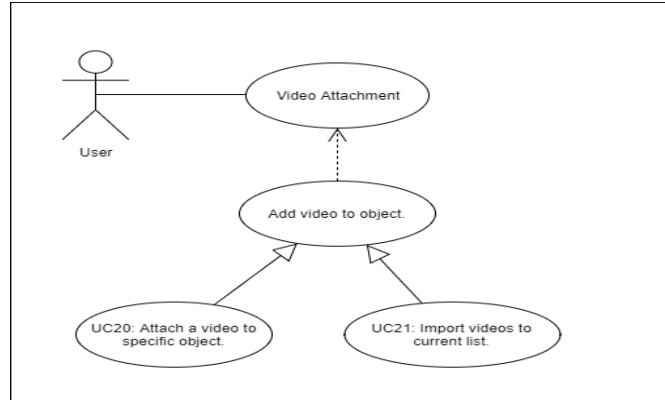 Video Attachment
User
Add video to object.
UC20: Attach a video to
specific object.
UC21: Import videos to
current list.